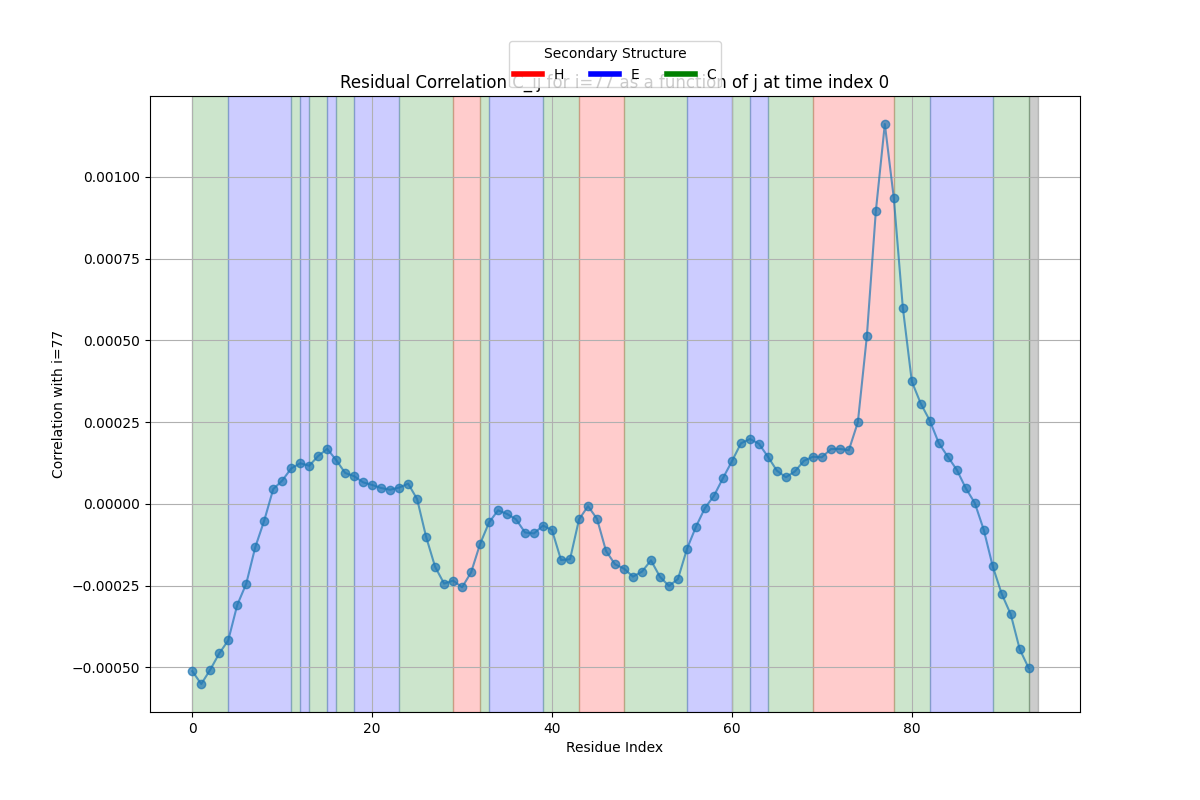 Secondary Structure
H E C
Residual Correlation C_ij for i=77 as a function of j at time index 0
Correlation with i=77
0.00100
0.00075
0.00050
0.00025
0.00000
−0.00025
−0.00050
0 20 40 60 80
Residue Index